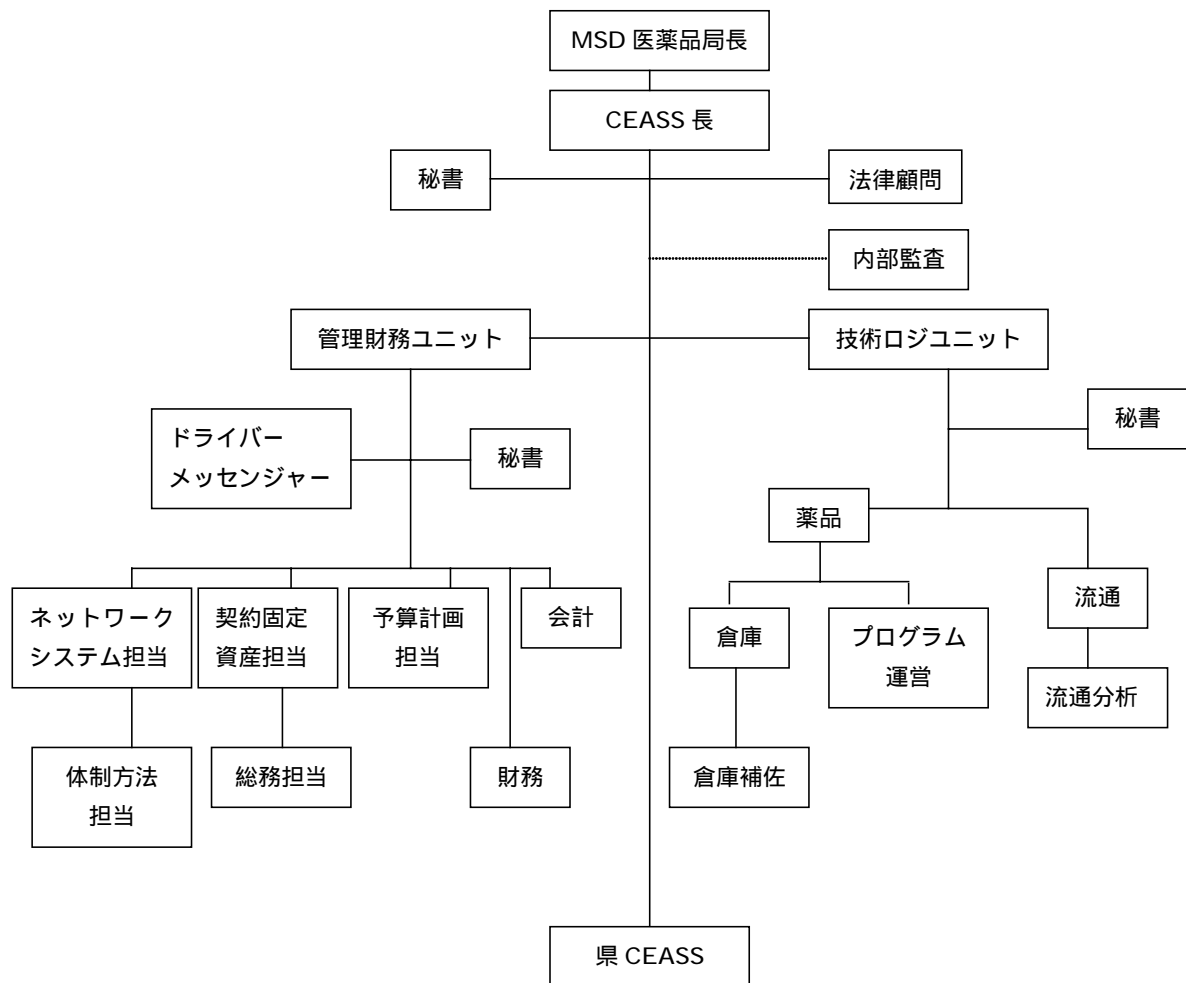 MSD 医薬品局長
CEASS 長
秘書
法律顧問
内部監査
管理財務ユニット
技術ロジユニット
ドライバー
メッセンジャー
秘書
秘書
薬品
ネットワーク
システム担当
契約固定
資産担当
予算計画
担当
会計
倉庫
プログラム
運営
流通
体制方法
担当
総務担当
財務
倉庫補佐
流通分析
県 CEASS